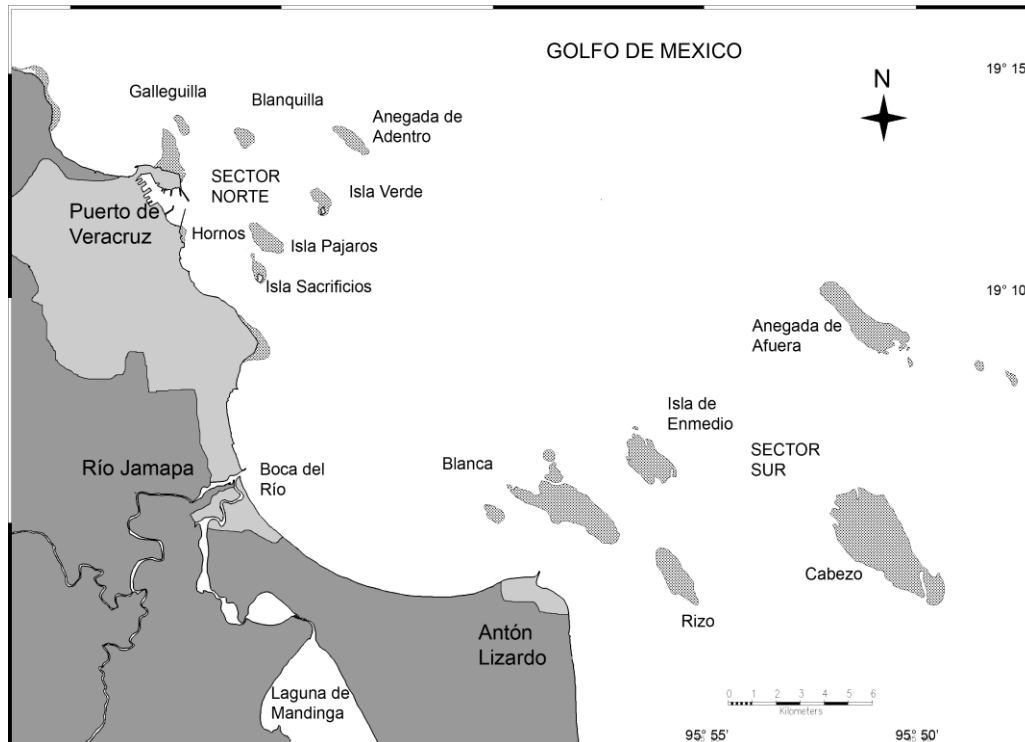 GOLFO DE MEXICO
19° 15
N
Galleguilla
Blanquilla
Anegada de
Adentro
SECTOR
NORTE
Isla Verde
Puerto de
Veracruz
Hornos
Isla Pajaros
Isla Sacrificios
19° 10
Anegada de
Afuera
Isla de
Enmedio
SECTOR
SUR
Blanca
Río Jamapa
Boca del
Río
Cabezo
Rizo
Antón
Lizardo
Laguna de
Mandinga
0 1 2 3 4 5 6
Kilometers
95° 55'
95° 50'